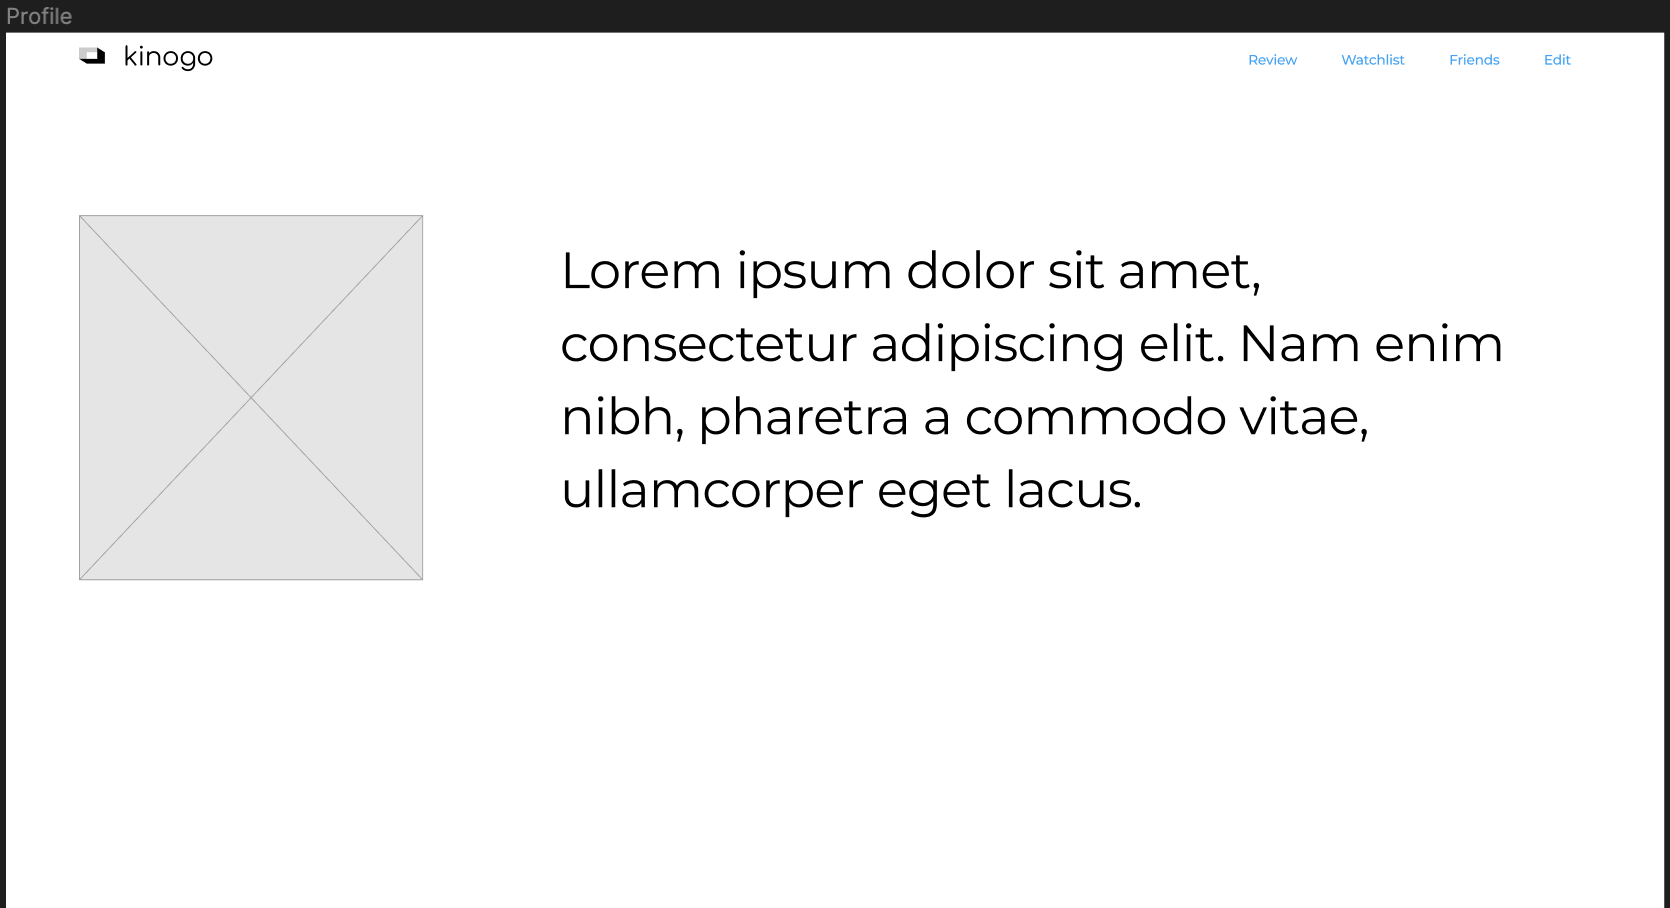 Profile
kinogo
Review Watchlist Friends Edit
Lorem ipsum dolor sit amet,
consectetur adipiscing elit. Nam enim
nibh, pharetra a commodo vitae,
ullamcorper eget lacus.